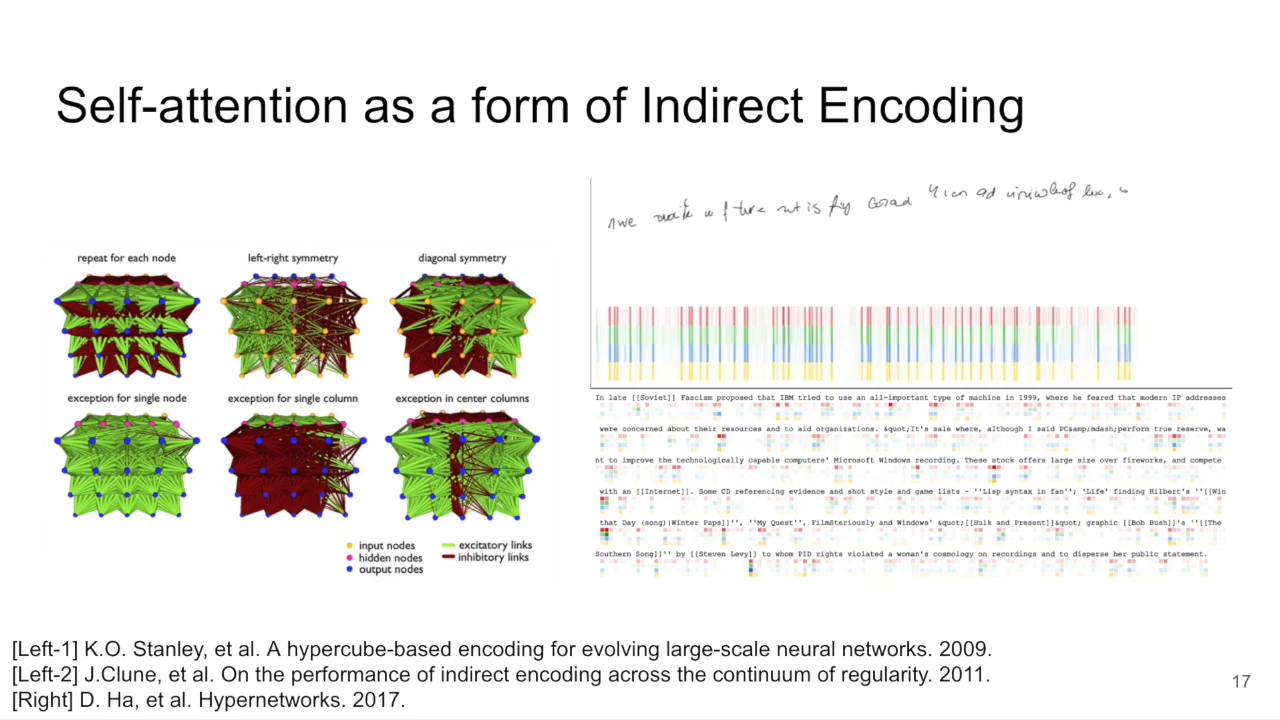 Self-attention as a form of Indirect Encoding
repeat for each node
left-right symmetry
diagonal symmetry
exception for single node
exception for single column
exception in center columns
input nodes
hidden nodes
output nodes
excitatory links
inhibitory links
In late [[Soviet]] Fascism proposed that IBM tried to use an all-important type of machine in 1999, where he feared that modern IP addresses
were concerned about their resources and to aid organizations. &quot;It's sale where, although I said PC&amp;mdash;perform true reserve, wa
nt to improve the technologically capable computers' Microsoft Windows recording. These stock offers large size over fireworks, and compete
with an [[Internet]]. Some CD referencing evidence and shot style and game lists - ''Lisp syntax in fan''; 'Life' finding Hilbert's ''[[Win
that Day (song)|Winter Paps]]'', ''My Quest'', FilmSteriously and Windows' &quot;[[Hulk and Present]]&quot; graphic [[Bob Bush]]'s ''[[The
Southern Song]]'' by [[Steven Levy]] to whom PID rights violated a woman's cosmology on recordings and to disperse her public statement.
[Left-1] K.O. Stanley, et al. A hypercube-based encoding for evolving large-scale neural networks. 2009.
[Left-2] J.Clune, et al. On the performance of indirect encoding across the continuum of regularity. 2011.
[Right] D. Ha, et al. Hypernetworks. 2017.
17